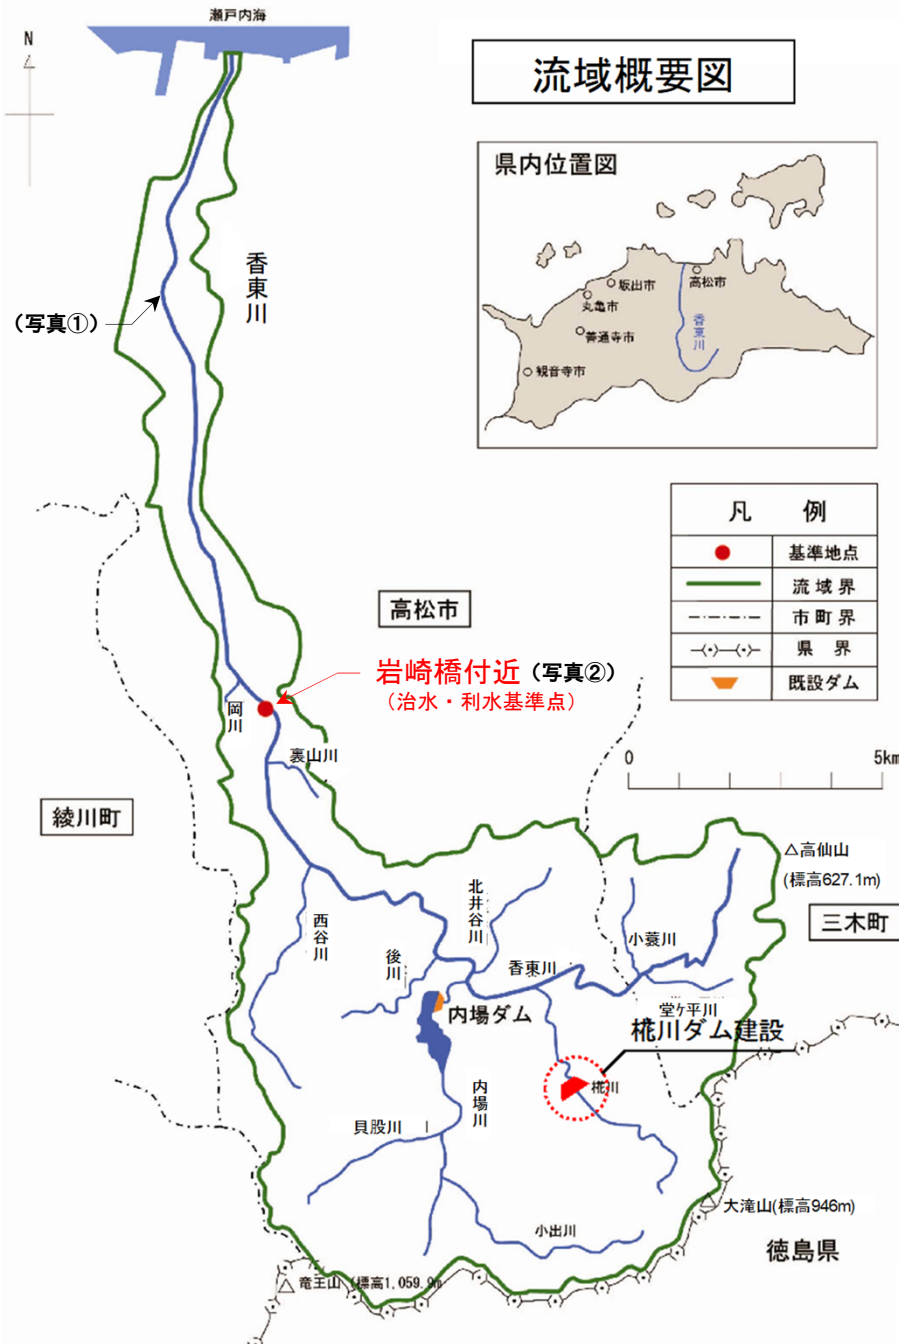 瀬戸内海
N
流域概要図
県内位置図
高松市
坂出市
丸亀市
善通寺市
香東川
観音寺市
香東川
(写真①)
凡 例
基準地点
流域界
市町界
県界
既設ダム
高松市
岩崎橋付近(写真②)
(治水・利水基準点)
岡川
裏山川
0
5km
綾川町
△高仙山
(標高627.1m)
三木町
西谷川
北井谷川
後川
香東川
小蓑川
内場ダム
堂ケ平川
椛川ダム建設
椛川
内場川
貝股川
小出川
大滝山(標高946m)
徳島県
竜王山 (標高1,059.9m